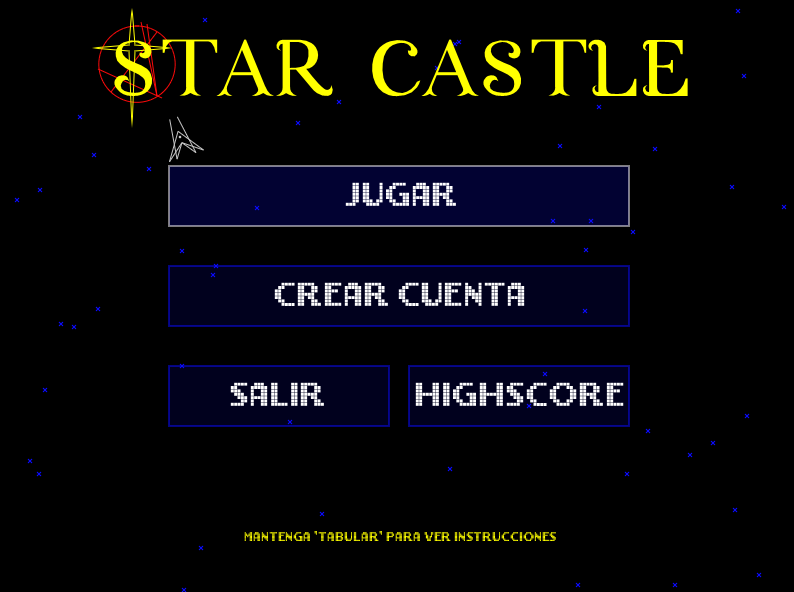 STAR CASTLE
JUGAR
CREAR CUENTA
SALIR HIGHSCORE
MANTENGA 'TABULAR' PARA VER INSTRUCCIONES